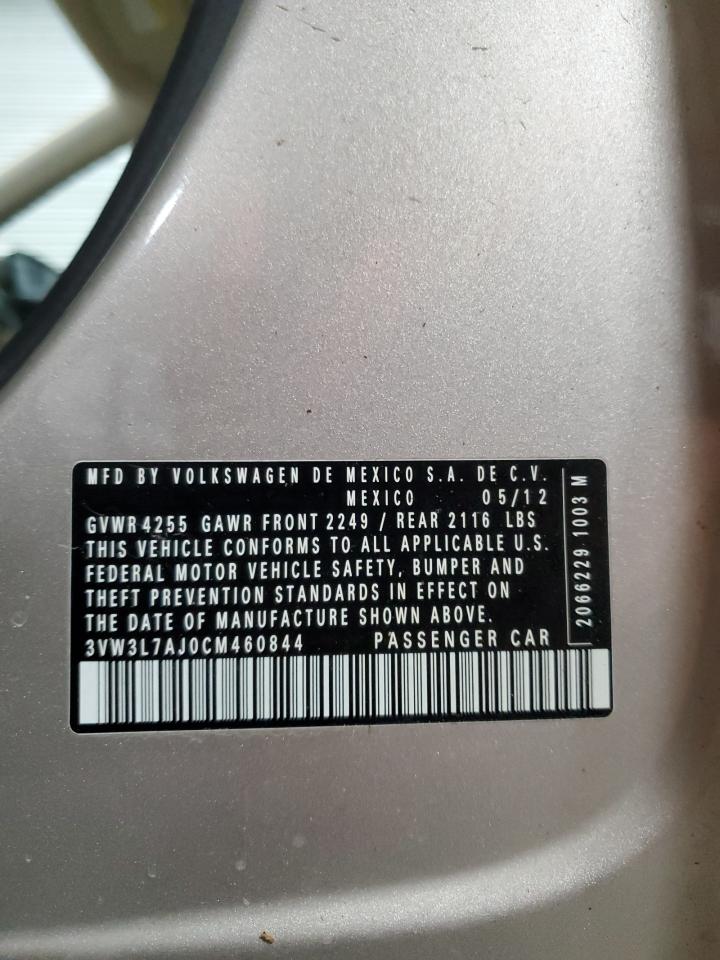 MFD BY VOLKSWAGEN DE MEXICO S.A. DE C.V.
MEXICO 05/12
GVWR 4255 GAWR FRONT 2249 / REAR 2116 LBS
THIS VEHICLE CONFORMS TO ALL APPLICABLE U.S.
FEDERAL MOTOR VEHICLE SAFETY, BUMPER AND
THEFT PREVENTION STANDARDS IN EFFECT ON
THE DATE OF MANUFACTURE SHOWN ABOVE.
3VW3L7AJ0CM460844 PASSENGER CAR
2066229 1003 M